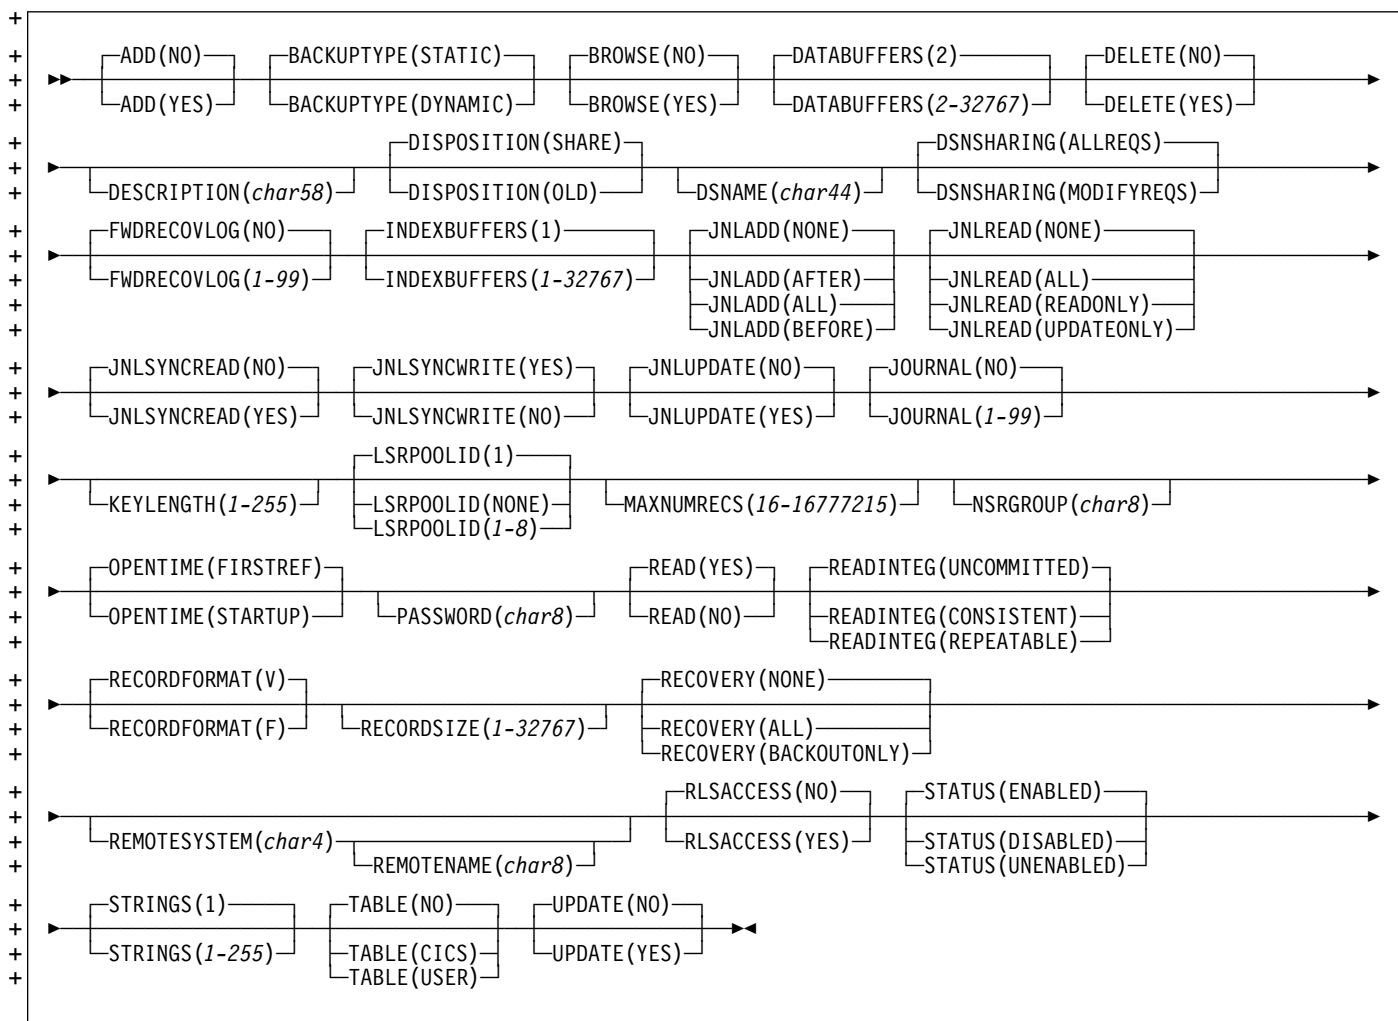 +
+ ADD(NO) BACKUPTYPE(STATIC) BROWSE(NO) DATABUFFERS(2) DELETE(NO)
+
+ ADD(YES) BACKUPTYPE(DYNAMIC) BROWSE(YES) DATABUFFERS(2-32767) DELETE(YES)
+ DISPOSITION(SHARE) DSNSHARING(ALLREQS)
+
+ DESCRIPTION(char58) DISPOSITION(OLD) DSNAME(char44) DSNSHARING(MODIFYREQS)
+ FWDRECOVLOG(NO) INDEXBUFFERS(1) JNLADD(NONE) JNLREAD(NONE)
+
+ FWDRECOVLOG(1-99) INDEXBUFFERS(1-32767) JNLADD(AFTER) JNLREAD(ALL)
+ JNLADD(ALL) JNLREAD(READONLY)
+ JNLADD(BEFORE) JNLREAD(UPDATEONLY)
+ JNLSYNCREAD(NO) JNLSYNCWRITE(YES) JNLUPDATE(NO) JOURNAL(NO)
+
+ JNLSYNCREAD(YES) JNLSYNCWRITE(NO) JNLUPDATE(YES) JOURNAL(1-99)
+ LSRPOOLID(1)
+
+ KEYLENGTH(1-255) LSRPOOLID(NONE) MAXNUMRECS(16-16777215) NSRGROUP(char8)
+ LSRPOOLID(1-8)
+ OPENTIME(FIRSTREF) READ(YES) READINTEG(UNCOMMITTED)
+
+ OPENTIME(STARTUP) PASSWORD(char8) READ(NO) READINTEG(CONSISTENT)
+ READINTEG(REPEATABLE)
+ RECORDFORMAT(V) RECOVERY(NONE)
+
+ RECORDFORMAT(F) RECORDSIZE(1-32767) RECOVERY(ALL)
+ RECOVERY(BACKOUTONLY)
+ RLSACCESS(NO) STATUS(ENABLED)
+
+ REMOTESYSTEM(char4) RLSACCESS(YES) STATUS(DISABLED)
+ REMOTENAME(char8) STATUS(UNENABLED)
+ STRINGS(1) TABLE(NO) UPDATE(NO)
+
+ STRINGS(1-255) TABLE(CICS) UPDATE(YES)
+ TABLE(USER)